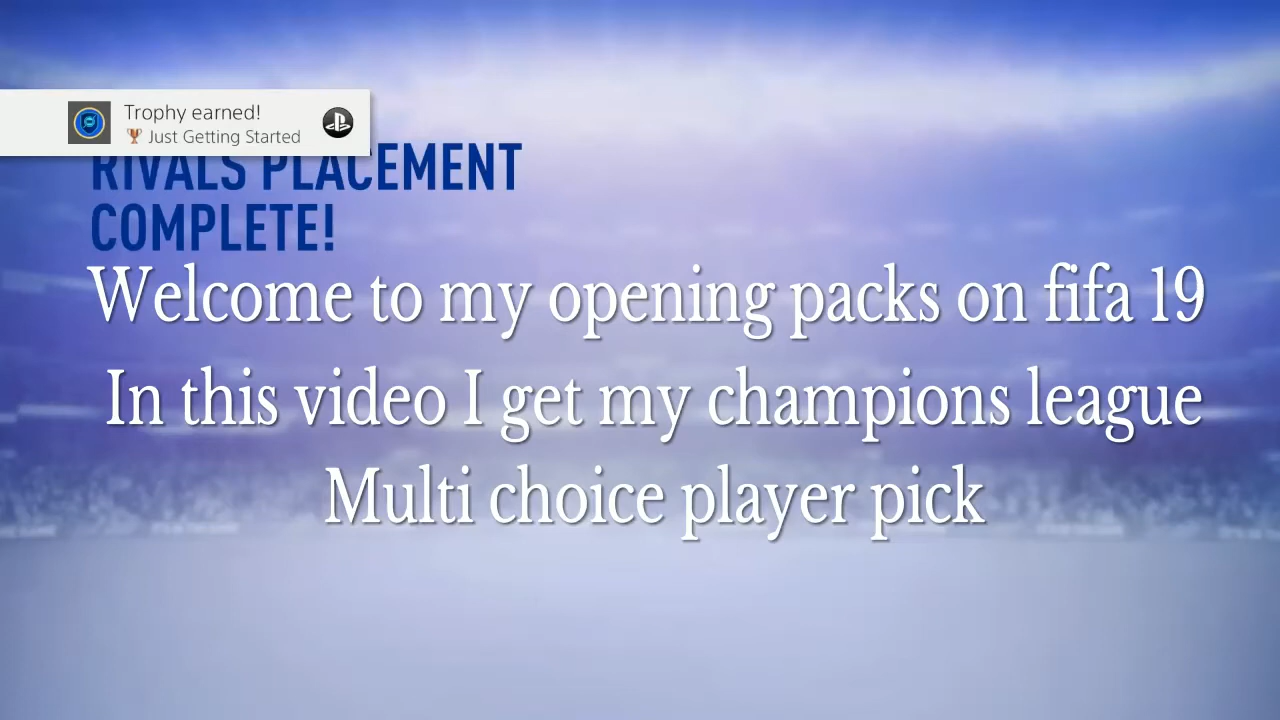 Trophy earned!
Just Getting Started
RIVALS PLACEMENT
COMPLETE!
Welcome to my opening packs on fifa 19
In this video I get my champions league
Multi choice player pick